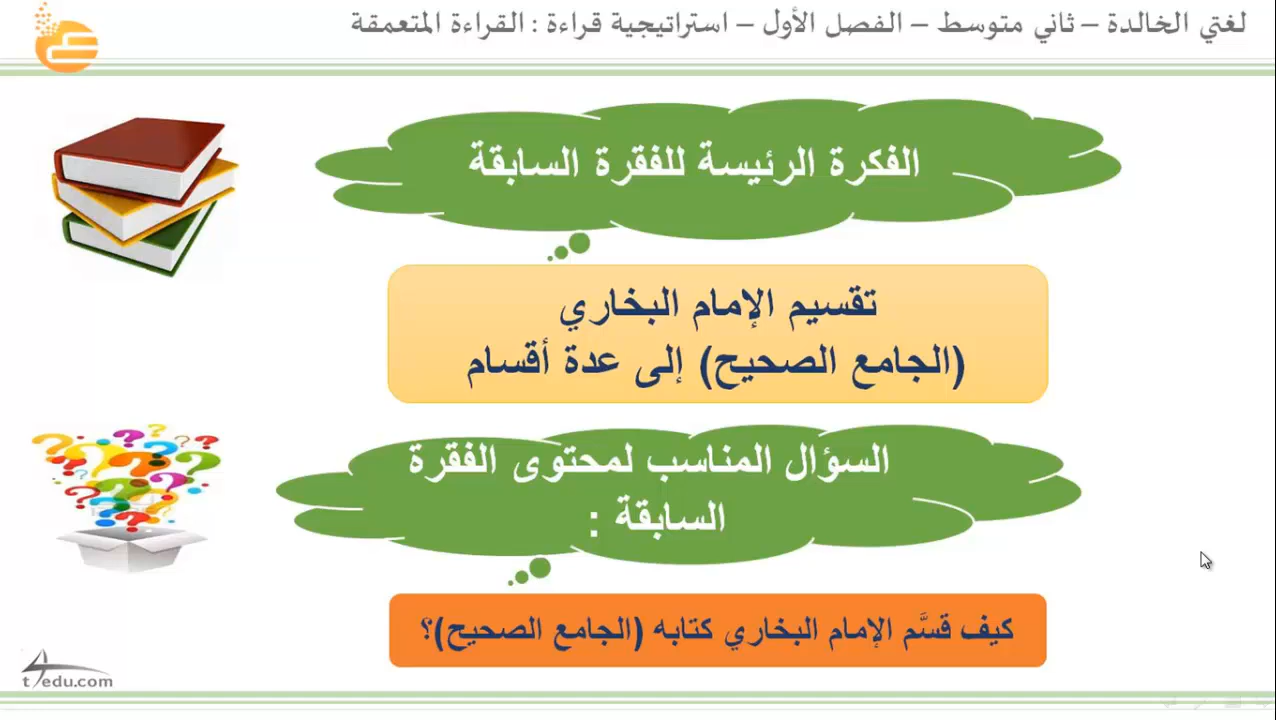 لغتي الخالدة – ثاني متوسط – الفصل الأول – استراتيجية قراءة : القراءة المتعمقة
الفكرة الرئيسة للفقرة السابقة
تقسيم الإمام البخاري
(الجامع الصحيح) إلى عدة أقسام
السؤال المناسب لمحتوى الفقرة
السابقة :
كيف قسَّم الإمام البخاري كتابه (الجامع الصحيح)؟
t4edu.com